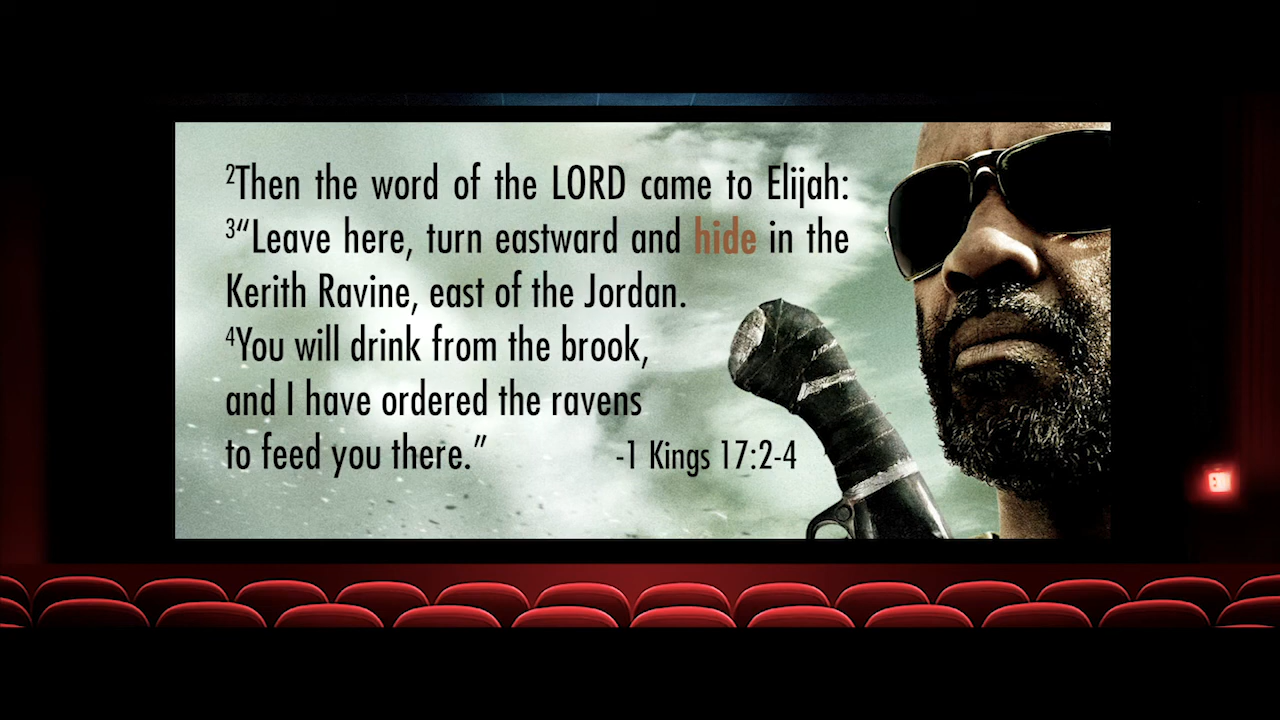 ²Then the word of the LORD came to Elijah:
³“Leave here, turn eastward and hide in the
Kerith Ravine, east of the Jordan.
⁴You will drink from the brook,
and I have ordered the ravens
to feed you there.” -1 Kings 17:2-4